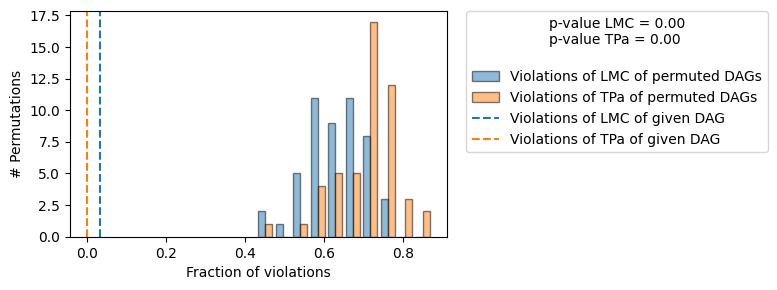 17.5
15.0
12.5
10.0
7.5
5.0
2.5
0.0
# Permutations
0.0 0.2 0.4 0.6 0.8
Fraction of violations
p-value LMC = 0.00
p-value TPa = 0.00
Violations of LMC of permuted DAGs
Violations of TPa of permuted DAGs
Violations of LMC of given DAG
Violations of TPa of given DAG